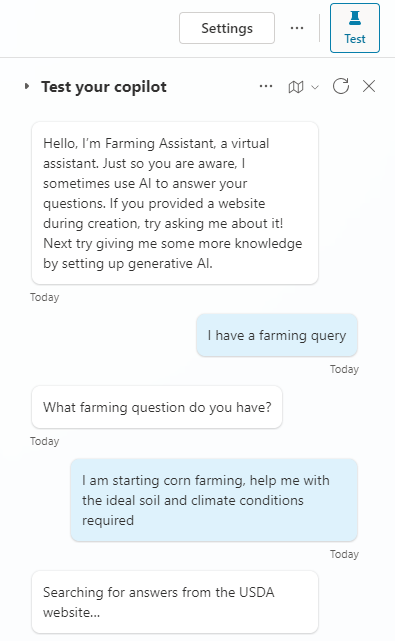 Settings
...
Test
Test your copilot
...
Hello, I'm Farming Assistant, a virtual
assistant. Just so you are aware, I
sometimes use AI to answer your
questions. If you provided a website
during creation, try asking me about it!
Next try giving me some more knowledge
by setting up generative AI.
Today
I have a farming query
Today
What farming question do you have?
Today
I am starting corn farming, help me with
the ideal soil and climate conditions
required
Today
Searching for answers from the USDA
website...